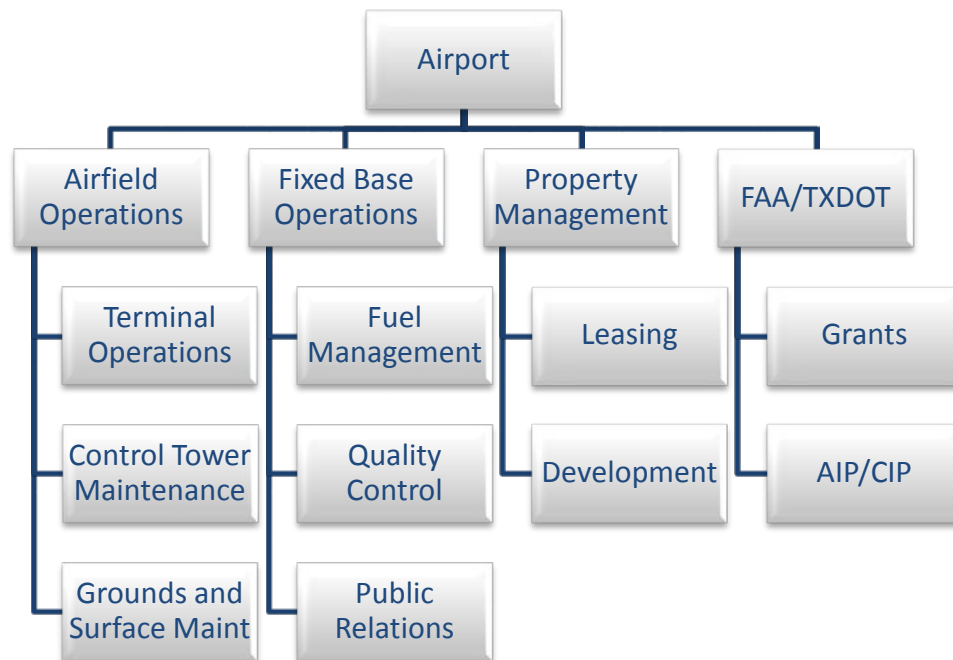 Airport
Airfield
Operations
Fixed Base
Operations
Property
Management
FAA/TXDOT
Terminal
Operations
Fuel
Management
Leasing
Grants
Control Tower
Maintenance
Quality
Control
Development
AIP/CIP
Grounds and
Surface Maint
Public
Relations